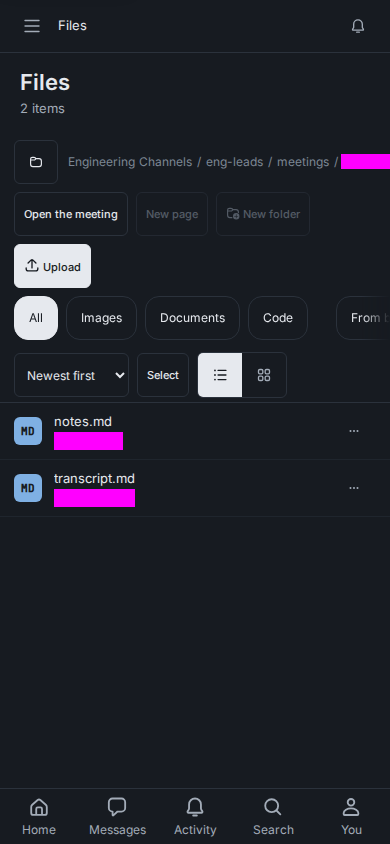 Files
Files
2 items
Engineering Channels / eng-leads / meetings /
Open the meeting
New page
New folder
Upload
All
Images
Documents
Code
From
Newest first
Select
MD
notes.md
MD
transcript.md
Home
Messages
Activity
Search
You